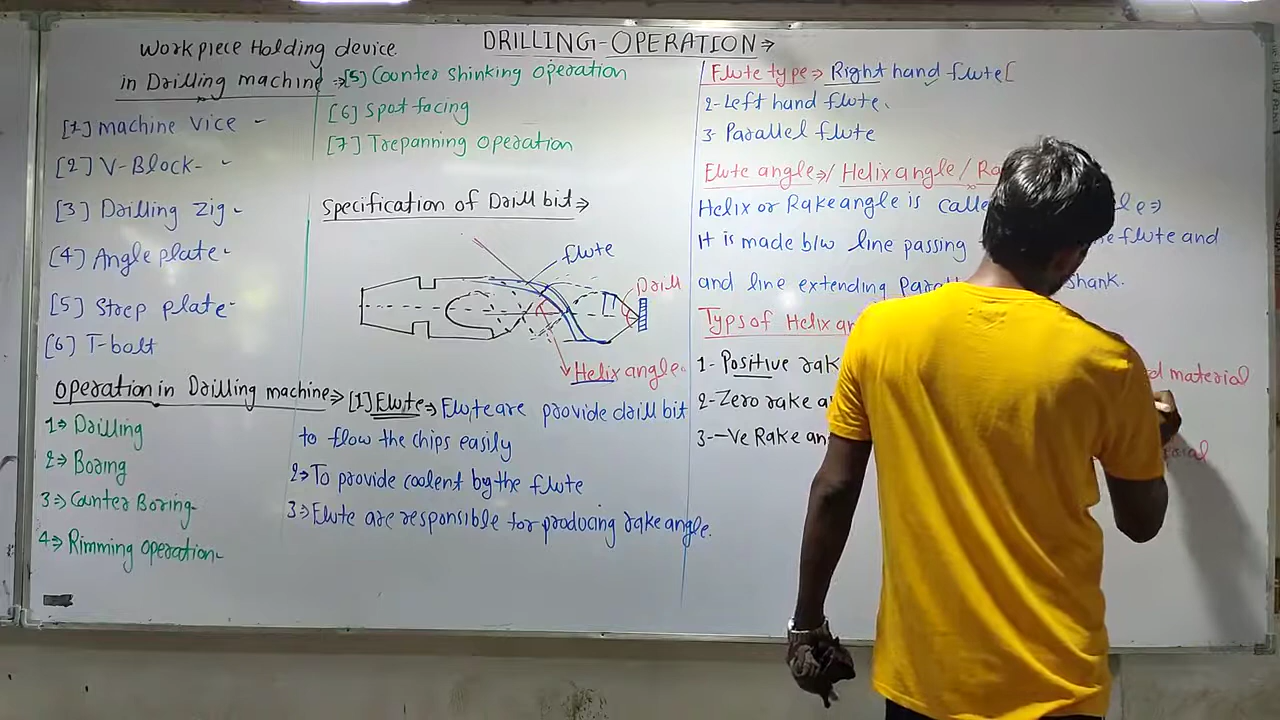 DRILLING-OPERATION⇒
Workpiece Holding device
in Drilling machine ⇒
[1] machine vice -
[2] V-Block-
[3] Drilling zig-
[4] Angle plate-
[5] Strep plate-
[6] T-bolt
operation in Drilling machine⇒
1⇒ Drilling
2⇒ Boring
3⇒ Counter Boring-
4⇒ Rimming operation-
[5] Counter shinking operation
[6] Spot facing
[7] Trepanning operation
Specification of Drill bit⇒
flute
Drill
Helix angle.
[1] Flute⇒ Flute are provide drill bit
to flow the chips easily
2⇒ To provide coolent by the flute
3⇒ Flute are responsible for producing rake angle.
Flute type⇒ Right hand flute[
2- Left hand flute.
3- Parallel flute
Flute angle⇒/ Helix angle / Ra
Helix or Rake angle is
It is made b/w line passing flute and
and line extending shank.
Typs of Helix
1- Positive rak
material
2- Zero rake
3- -Ve Rake